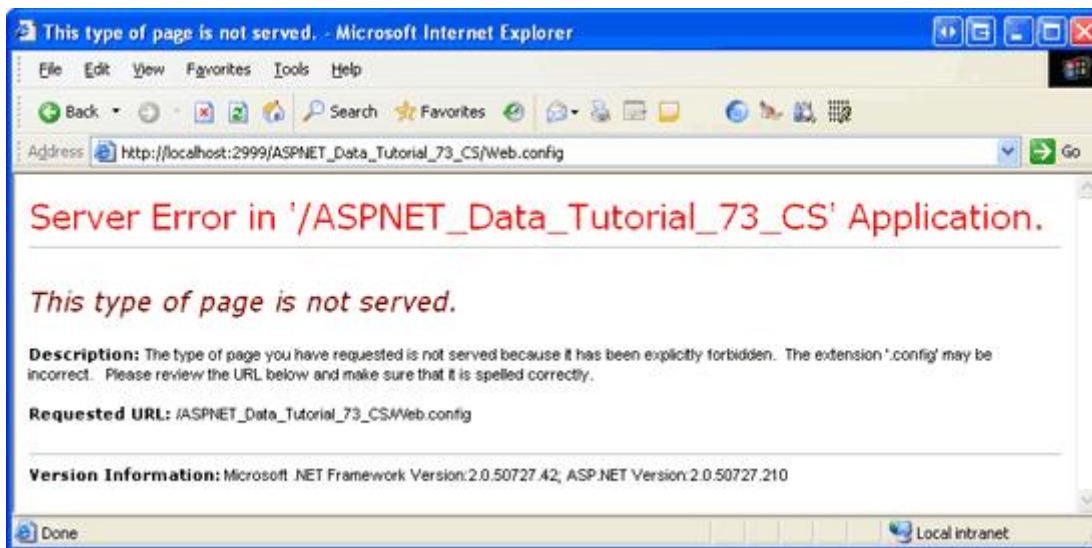 This type of page is not served. - Microsoft Internet Explorer
File Edit View Favorites Tools Help
Back Search Favorites
Address http://localhost:2999/ASPNET_Data_Tutorial_73_CS/Web.config Go
Server Error in '/ASPNET_Data_Tutorial_73_CS' Application.
This type of page is not served.
Description: The type of page you have requested is not served because it has been explicitly forbidden. The extension '.config' may be
incorrect. Please review the URL below and make sure that it is spelled correctly.
Requested URL: /ASPNET_Data_Tutorial_73_CS/Web.config
Version Information: Microsoft .NET Framework Version:2.0.50727.42; ASP.NET Version:2.0.50727.210
Done Local intranet